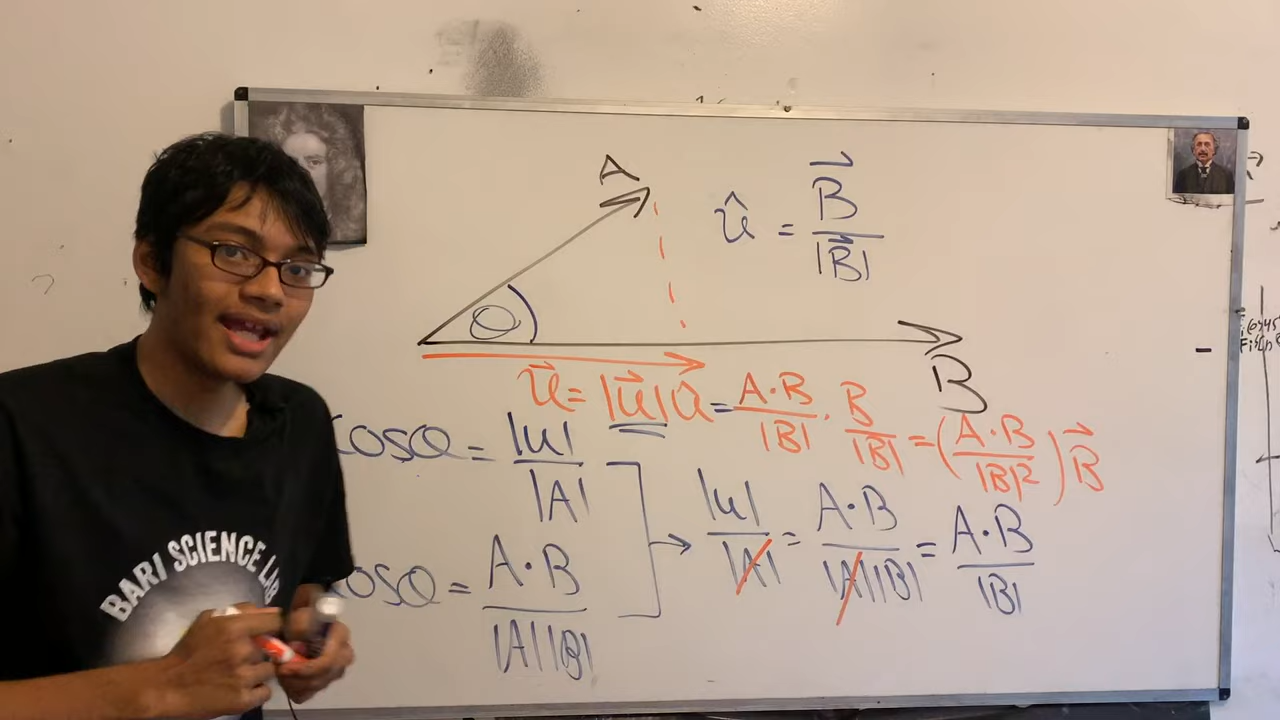 A
û = B⃗ / |B⃗|
Θ
B
u⃗ = |u⃗| û = A·B / |B| · B / |B| = (A·B / |B|²) B⃗
cosΘ = |u| / |A|
→ |u| / |A| = A·B / |A||B| = A·B / |B|
cosΘ = A·B / |A||B|
BARI SCIENCE LAB